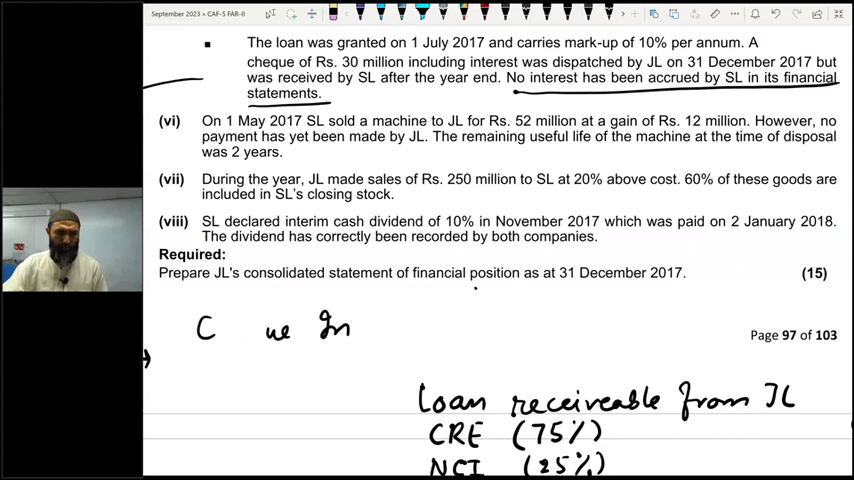 September 2023 » CAF-5 FAR-II
▪ The loan was granted on 1 July 2017 and carries mark-up of 10% per annum. A
cheque of Rs. 30 million including interest was dispatched by JL on 31 December 2017 but
was received by SL after the year end. No interest has been accrued by SL in its financial
statements.
(vi) On 1 May 2017 SL sold a machine to JL for Rs. 52 million at a gain of Rs. 12 million. However, no
payment has yet been made by JL. The remaining useful life of the machine at the time of disposal
was 2 years.
(vii) During the year, JL made sales of Rs. 250 million to SL at 20% above cost. 60% of these goods are
included in SL's closing stock.
(viii) SL declared interim cash dividend of 10% in November 2017 which was paid on 2 January 2018.
The dividend has correctly been recorded by both companies.
Required:
Prepare JL's consolidated statement of financial position as at 31 December 2017. (15)
C
Page 97 of 103
Loan receiveable from JL
CRE (75%)
NCI (25%)